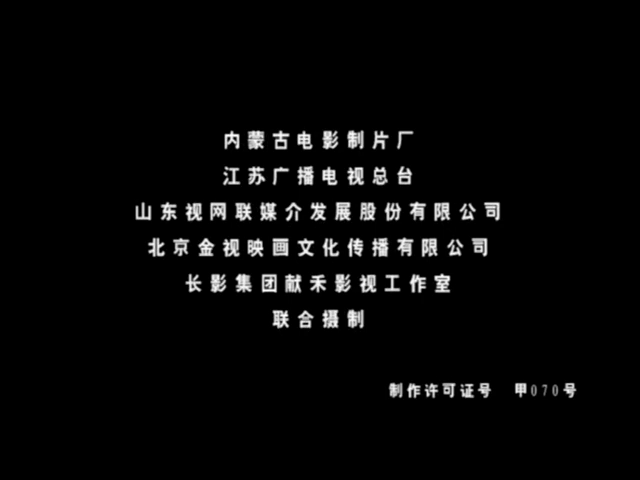 内蒙古电影制片厂
江苏广播电视总台
山东视网联媒介发展股份有限公司
北京金视映画文化传播有限公司
长影集团献禾影视工作室
联合摄制
制作许可证号 甲070号